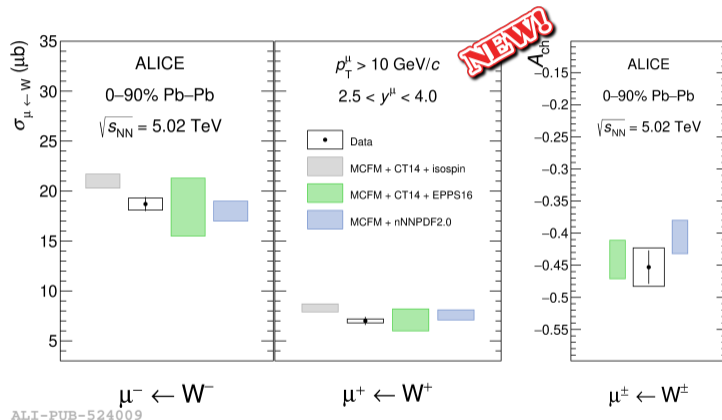 NEW!
σμ←W (μb)
35
30
25
20
15
10
5
ALICE
0–90% Pb–Pb
√sNN = 5.02 TeV
pTμ > 10 GeV/c
2.5 < yμ < 4.0
Data
MCFM + CT14 + isospin
MCFM + CT14 + EPPS16
MCFM + nNNPDF2.0
Ach
−0.15
−0.2
−0.25
−0.3
−0.35
−0.4
−0.45
−0.5
−0.55
ALICE
0–90% Pb–Pb
√sNN = 5.02 TeV
μ− ← W−
μ+ ← W+
μ± ← W±
ALI-PUB-524009